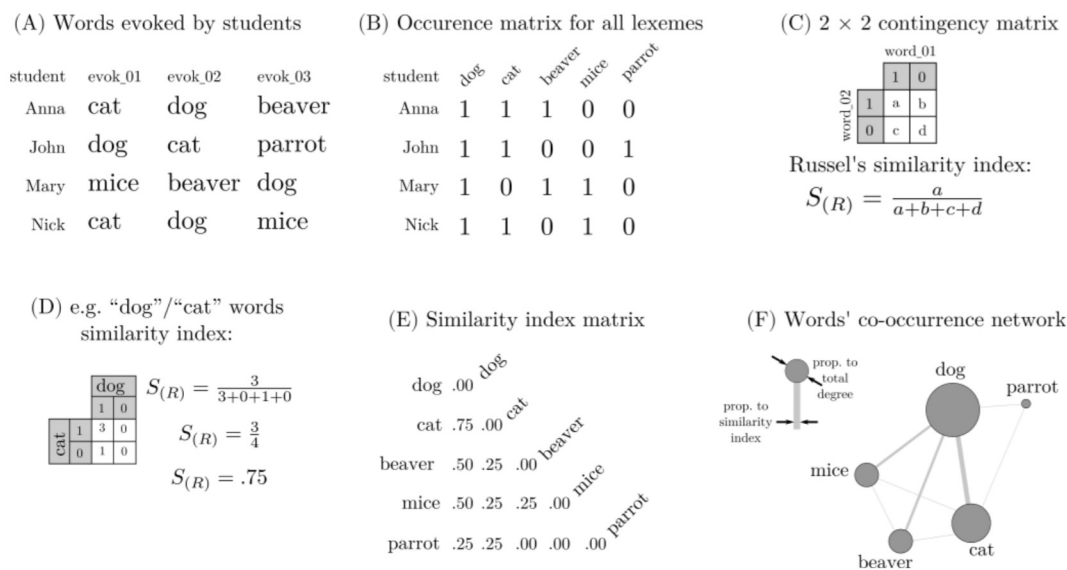 (A) Words evoked by students
student evok_01 evok_02 evok_03
Anna cat dog beaver
John dog cat parrot
Mary mice beaver dog
Nick cat dog mice
(B) Occurence matrix for all lexemes
student dog cat beaver mice parrot
Anna 1 1 1 0 0
John 1 1 0 0 1
Mary 1 0 1 1 0
Nick 1 1 0 1 0
(C) 2 × 2 contingency matrix
word_01
1 0
word_02
1 a b
0 c d
Russel's similarity index:
S(R) = a/a+b+c+d
(D) e.g. “dog”/“cat” words
similarity index:
dog
1 0
cat
1 3 0
0 1 0
S(R) = 3/3+0+1+0
S(R) = 3/4
S(R) = .75
(E) Similarity index matrix
dog .00 dog
cat .75 .00 cat
beaver .50 .25 .00 beaver
mice .50 .25 .25 .00 mice
parrot .25 .25 .00 .00 .00 parrot
(F) Words' co-occurrence network
prop. to
total
degree
prop. to
similarity
index
dog
parrot
mice
cat
beaver